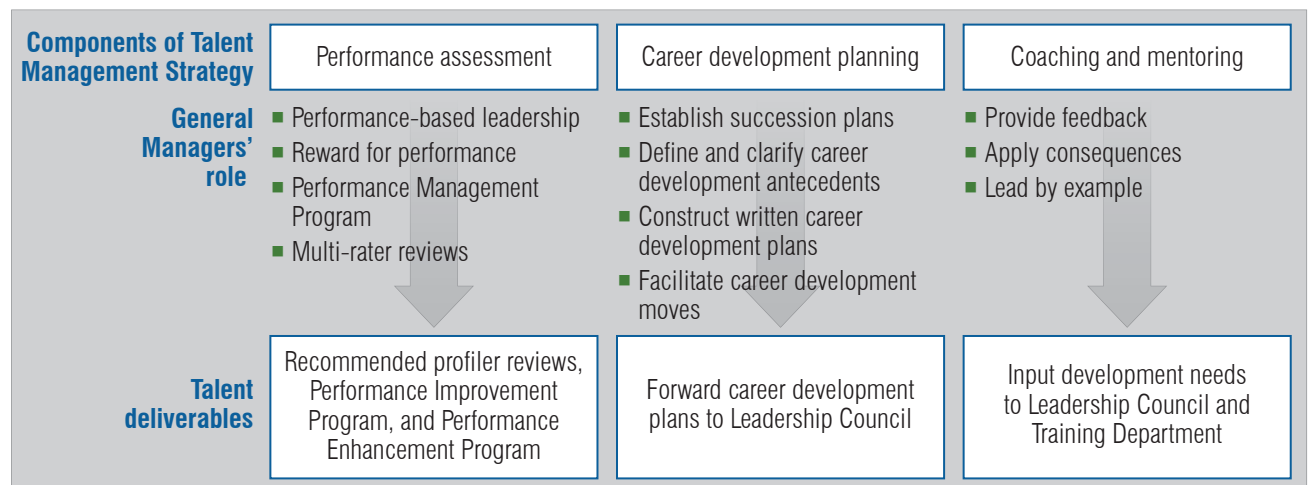 Components of Talent
Management Strategy
Performance assessment
Career development planning
Coaching and mentoring
General
Managers'
role
■ Performance-based leadership
■ Reward for performance
■ Performance Management
Program
■ Multi-rater reviews
■ Establish succession plans
■ Define and clarify career
development antecedents
■ Construct written career
development plans
■ Facilitate career development
moves
■ Provide feedback
■ Apply consequences
■ Lead by example
Talent
deliverables
Recommended profiler reviews,
Performance Improvement
Program, and Performance
Enhancement Program
Forward career development
plans to Leadership Council
Input development needs
to Leadership Council and
Training Department